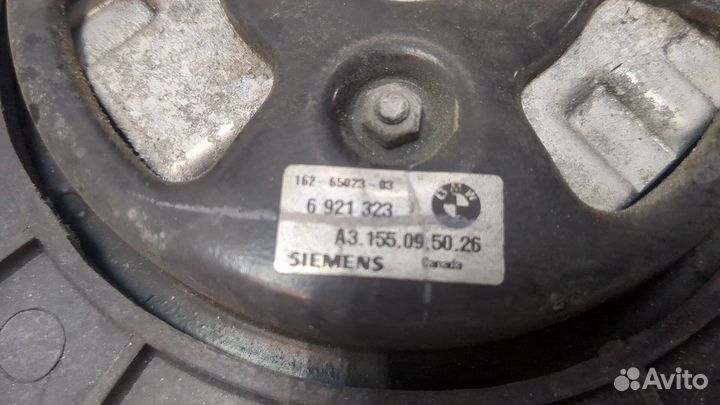 162-65023-03
BMW
6 921 323
A3.155.09.50.26
SIEMENS Canada
Avito